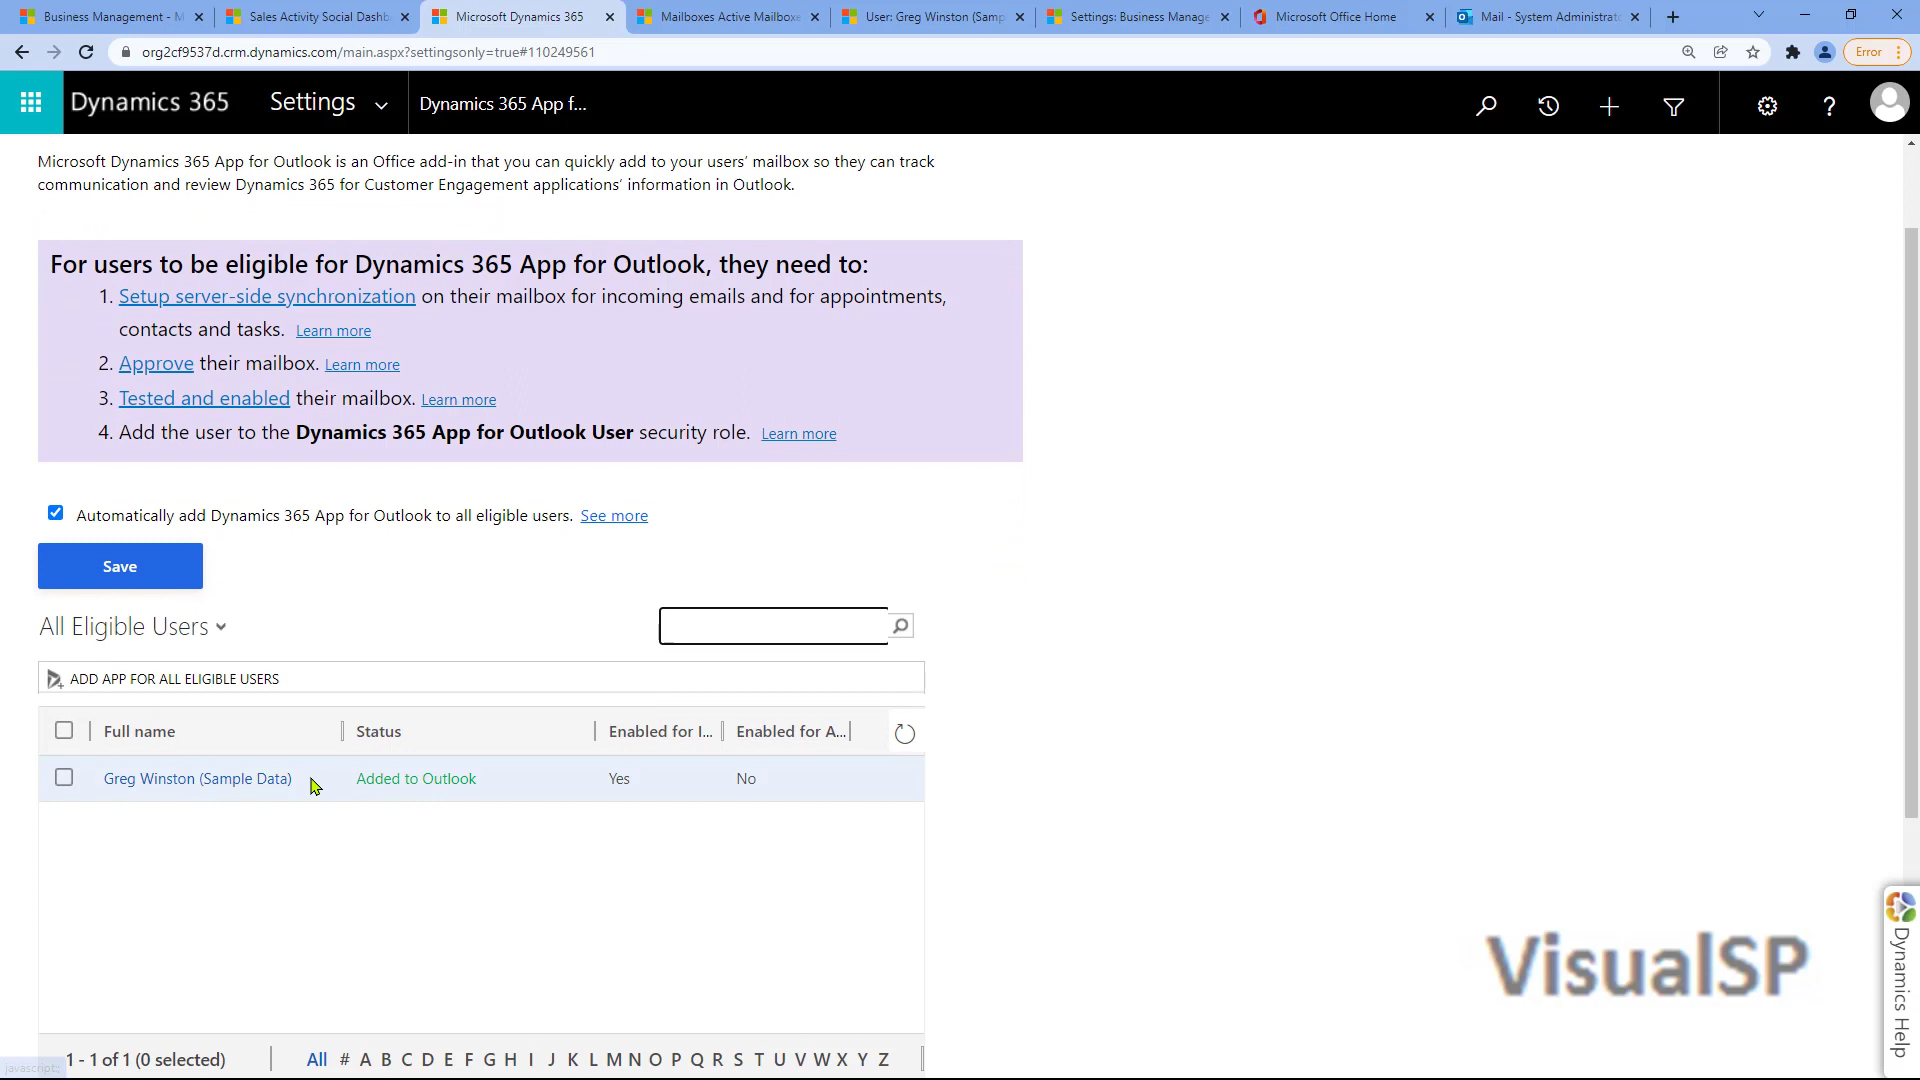 Business Management - M
Sales Activity Social Dashb
Microsoft Dynamics 365
Mailboxes Active Mailboxe
User: Greg Winston (Samp
Settings: Business Manage
Microsoft Office Home
Mail - System Administrat
org2cf9537d.crm.dynamics.com/main.aspx?settingsonly=true#110249561
Error
Dynamics 365
Settings
Dynamics 365 App f...
Microsoft Dynamics 365 App for Outlook is an Office add-in that you can quickly add to your users’ mailbox so they can track
communication and review Dynamics 365 for Customer Engagement applications’ information in Outlook.
For users to be eligible for Dynamics 365 App for Outlook, they need to:
1. Setup server-side synchronization on their mailbox for incoming emails and for appointments,
contacts and tasks. Learn more
2. Approve their mailbox. Learn more
3. Tested and enabled their mailbox. Learn more
4. Add the user to the Dynamics 365 App for Outlook User security role. Learn more
Automatically add Dynamics 365 App for Outlook to all eligible users. See more
Save
All Eligible Users
ADD APP FOR ALL ELIGIBLE USERS
Full name Status Enabled for I... Enabled for A...
Greg Winston (Sample Data) Added to Outlook Yes No
VisualSP
Dynamics Help
1 - 1 of 1 (0 selected) All # A B C D E F G H I J K L M N O P Q R S T U V W X Y Z
javascript: